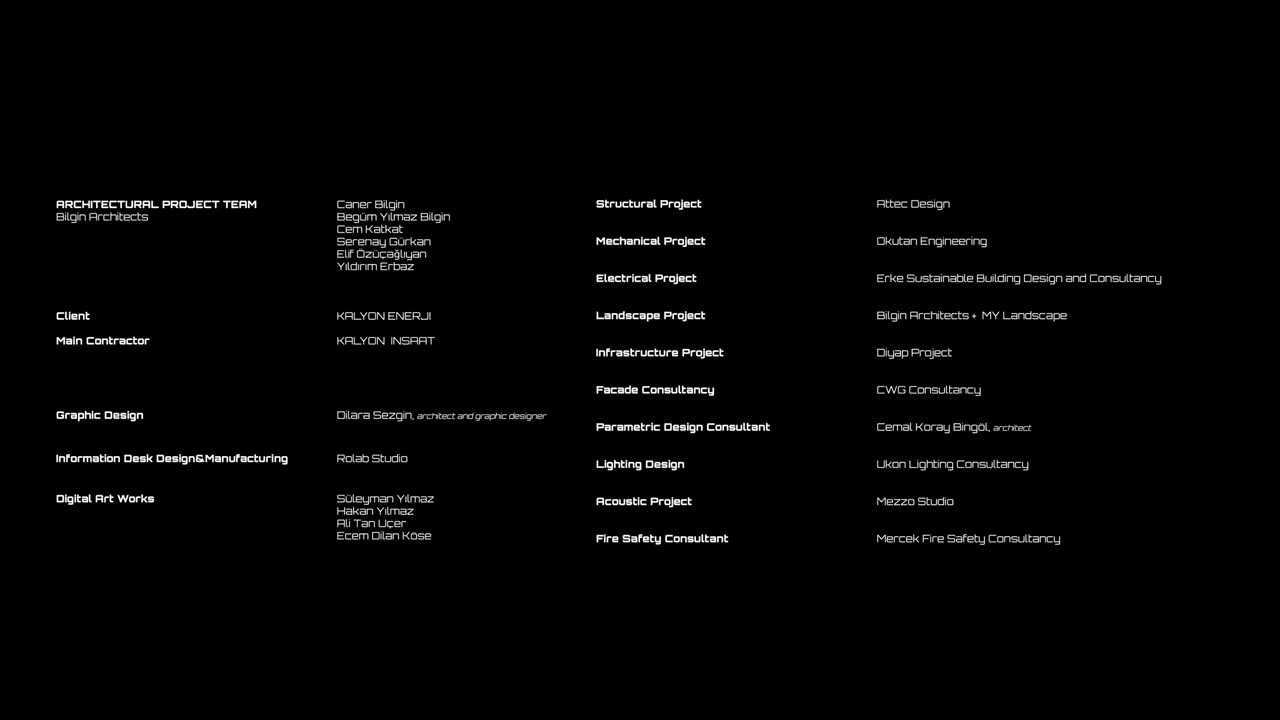 ARCHITECTURAL PROJECT TEAM
Bilgin Architects
Caner Bilgin
Begüm Yılmaz Bilgin
Cem Katkat
Serenay Gürkan
Elif Özüçağlıyan
Yıldırım Erbaz
Client KALYON ENERJI
Main Contractor KALYON INSAAT
Graphic Design Dilara Sezgin, architect and graphic designer
Information Desk Design&Manufacturing Rolab Studio
Digital Art Works Süleyman Yılmaz
Hakan Yılmaz
Ali Tan Uçer
Ecem Dilan Köse
Structural Project Attec Design
Mechanical Project Okutan Engineering
Electrical Project Erke Sustainable Building Design and Consultancy
Landscape Project Bilgin Architects + MY Landscape
Infrastructure Project Diyap Project
Facade Consultancy CWG Consultancy
Parametric Design Consultant Cemal Koray Bingöl, architect
Lighting Design Ukon Lighting Consultancy
Acoustic Project Mezzo Studio
Fire Safety Consultant Mercek Fire Safety Consultancy